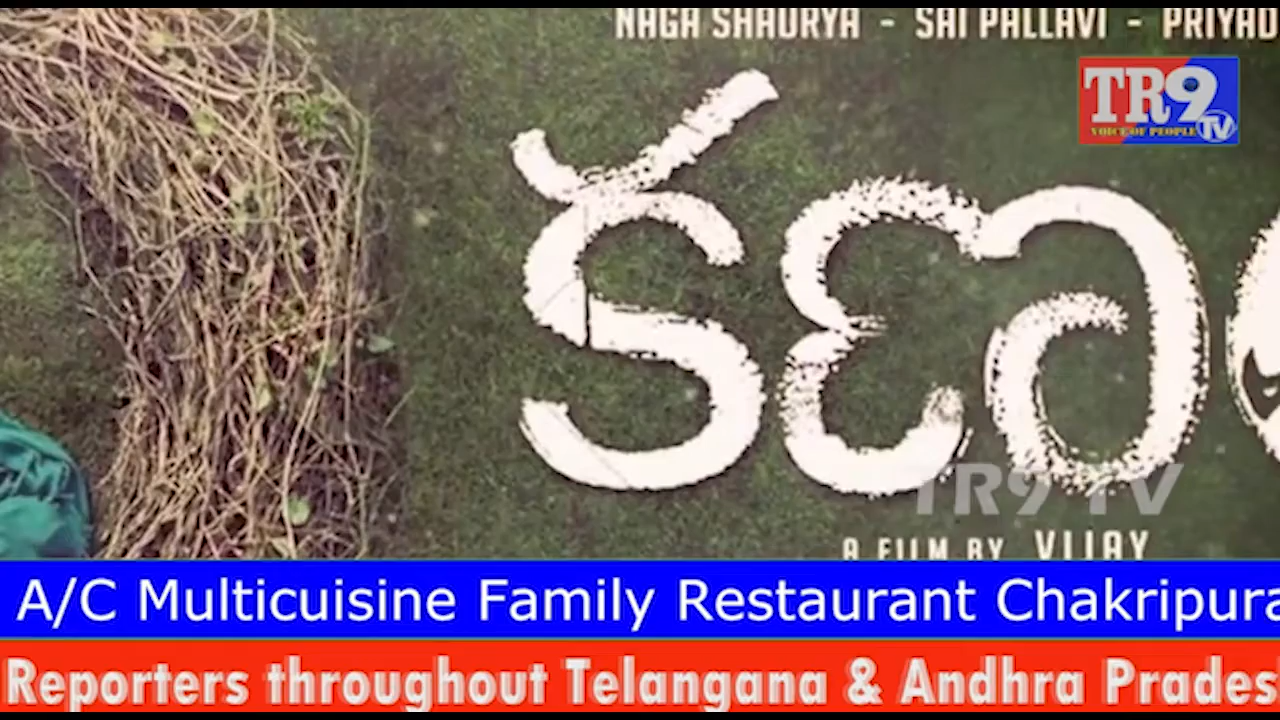 NAGA SHAURYA - SAI PALLAVI - PRIYAD
TR9
VOICE OF PEOPLE TV
కణం
TR9 TV
A FILM BY VIJAY
A/C Multicuisine Family Restaurant Chakripura
Reporters throughout Telangana & Andhra Prades